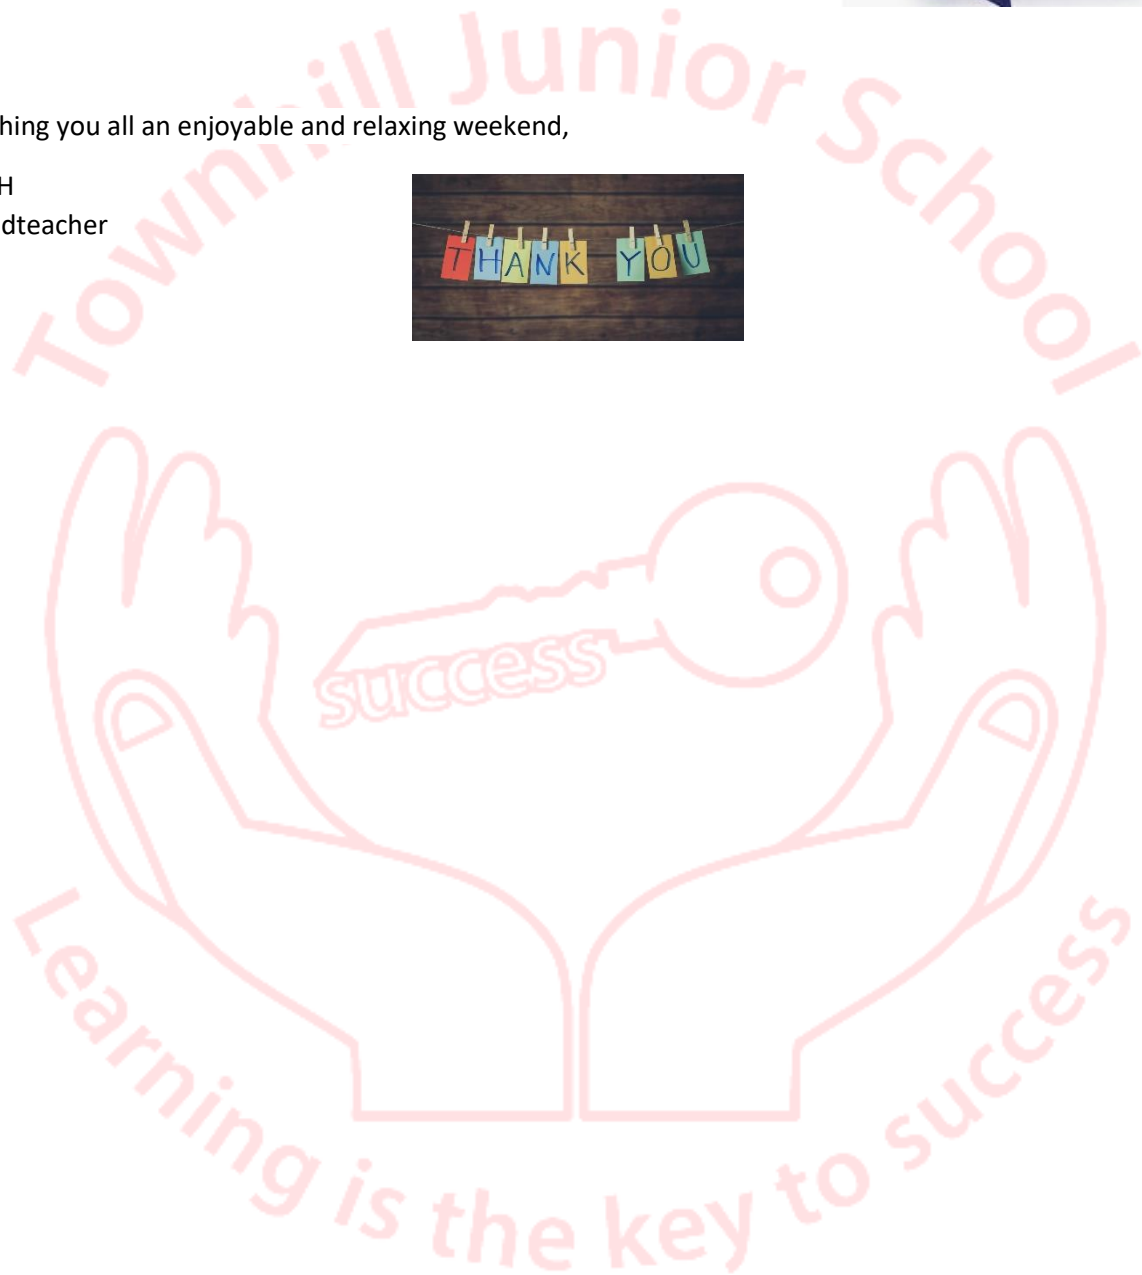 Townhill Junior School
hing you all an enjoyable and relaxing weekend,
H
dteacher
THANK YOU
success
Learning is the key to success